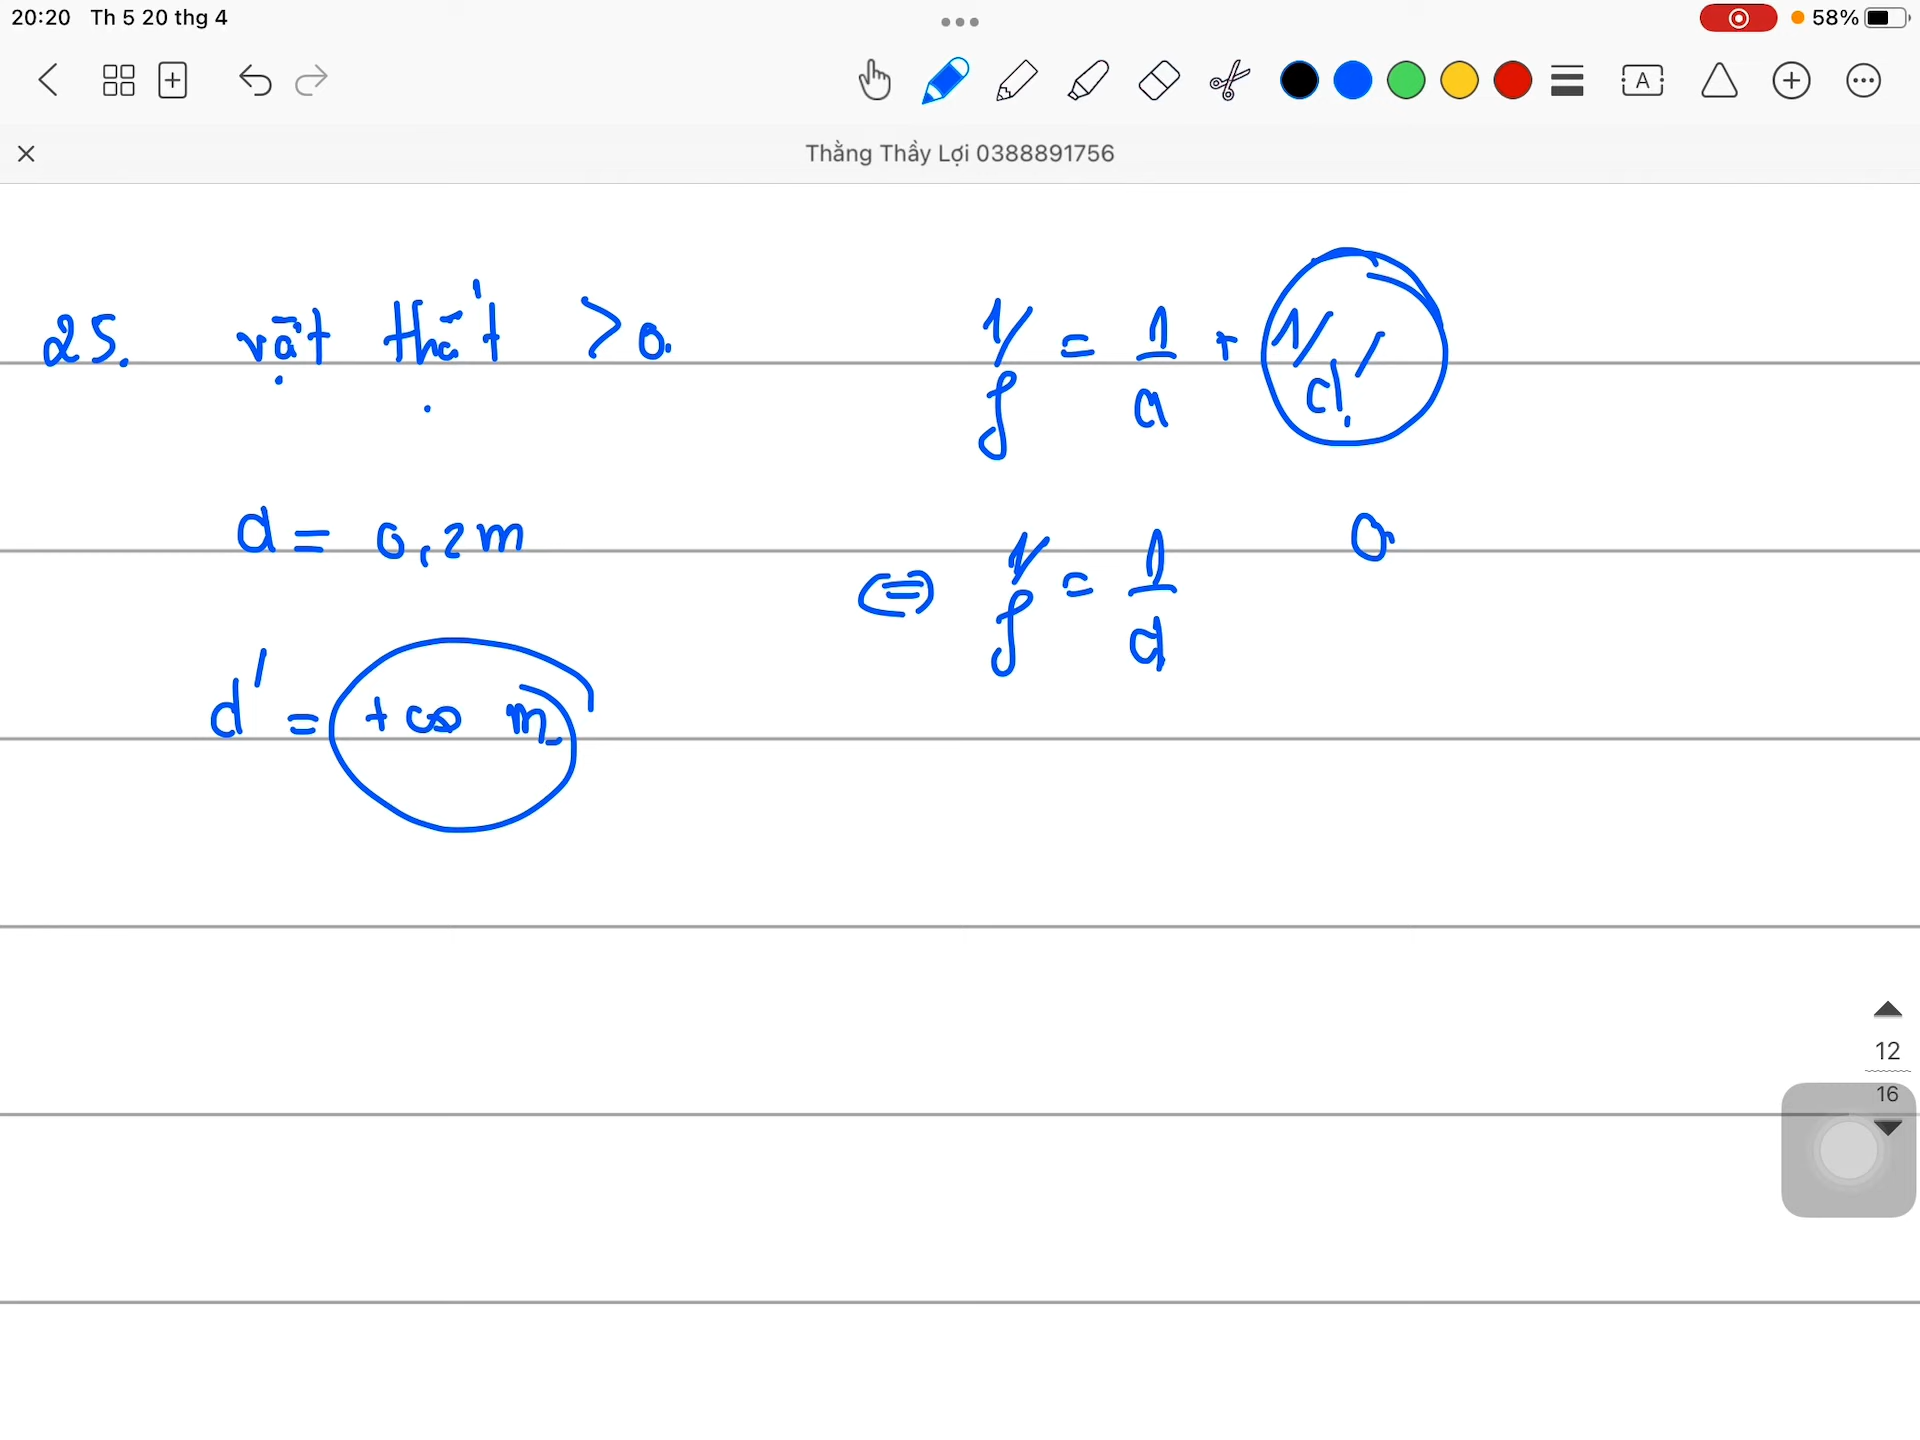 20:20 Th 5 20 thg 4
58%
A
Thằng Thầy Lợi 0388891756
25. vật thật > 0.
1/f = 1/d + 1/d'
d = 0,2m
0
⇔ 1/f = 1/d
d' = +∞ m
12
16